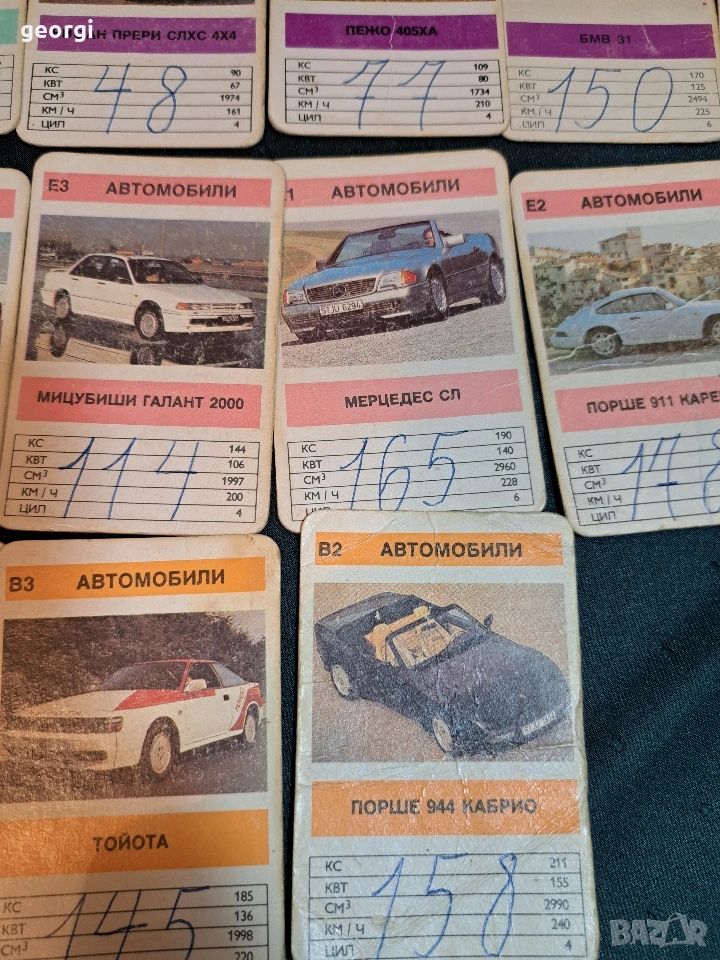 georgi
АН ПРЕРИ СЛХС 4Х4
КС 90
КВТ 67
СМ³ 1974
КМ / Ч 161
ЦИЛ 4
48
ПЕЖО 405ХА
КС 109
КВТ 80
СМ³ 1734
КМ / Ч 210
ЦИЛ 4
77
БМВ 31
КС 170
КВТ 125
СМ³ 2494
КМ / Ч 225
ЦИЛ 6
150
Е3 АВТОМОБИЛИ
МИЦУБИШИ ГАЛАНТ 2000
КС 144
КВТ 106
СМ³ 1997
КМ / Ч 200
ЦИЛ 4
114
1 АВТОМОБИЛИ
S TJU 6294
МЕРЦЕДЕС СЛ
КС 190
КВТ 140
СМ³ 2960
КМ / Ч 228
ЦИЛ 6
165
Е2 АВТОМОБИЛИ
ПОРШЕ 911 КАРЕ
КС
КВТ
СМ³
КМ / Ч
ЦИЛ
178
В3 АВТОМОБИЛИ
ТОЙОТА
КС 185
КВТ 136
СМ³ 1998
220
145
В2 АВТОМОБИЛИ
ПОРШЕ 944 КАБРИО
КС 211
КВТ 155
СМ³ 2990
КМ / Ч 240
ЦИЛ 4
158
BAZAR